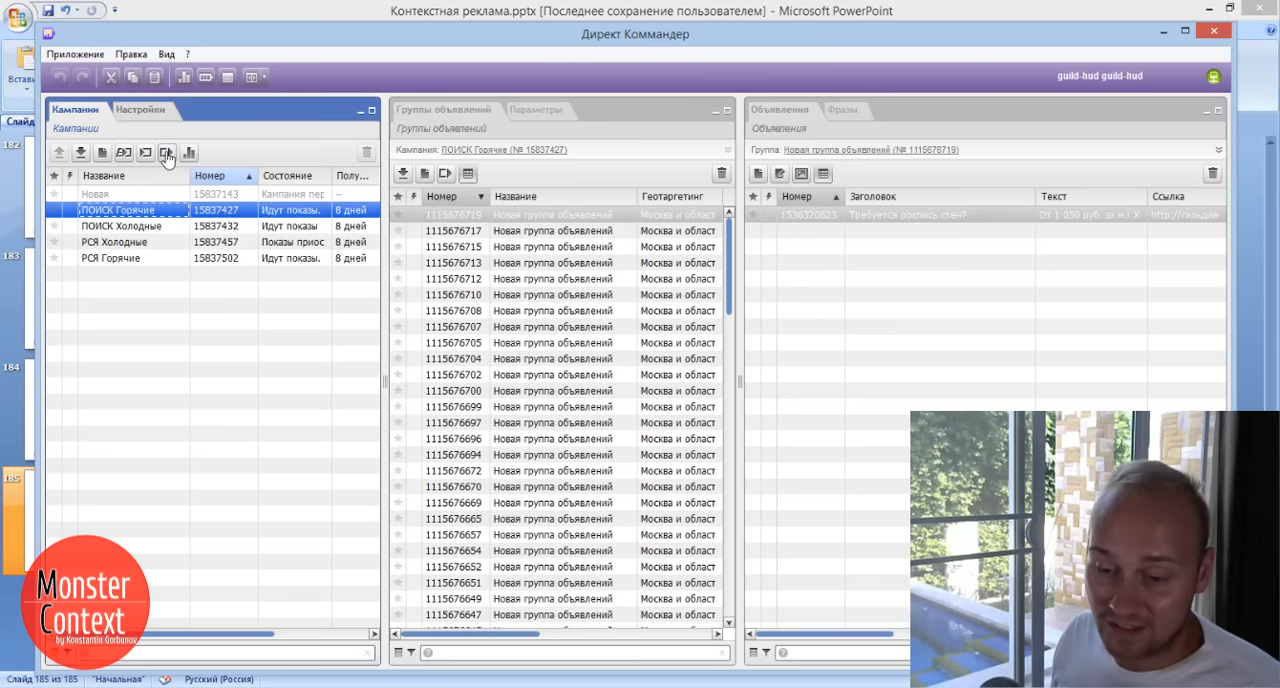 Контекстная реклама.pptx [Последнее сохранение пользователем] - Microsoft PowerPoint
Директ Коммандер
Приложение Правка Вид ?
guild-hud guild-hud
Встави
Слайд
182
183
184
185
Кампании Настройки
Кампании
Название Номер Состояние Полу...
Новая 15837143 Кампания пер –
ПОИСК Горячие 15837427 Идут показы. 8 дней
ПОИСК Холодные 15837432 Идут показы 8 дней
РСЯ Холодные 15837457 Показы приос 8 дней
РСЯ Горячие 15837502 Идут показы. 8 дней
Группы объявлений Параметры
Группы объявлений
Кампания: ПОИСК Горячие (№ 15837427)
Номер Название Геотаргетинг
1115676719 Новая группа объявлений Москва и област
1115676717 Новая группа объявлений Москва и област
1115676715 Новая группа объявлений Москва и област
1115676713 Новая группа объявлений Москва и област
1115676712 Новая группа объявлений Москва и област
1115676710 Новая группа объявлений Москва и област
1115676708 Новая группа объявлений Москва и област
1115676707 Новая группа объявлений Москва и област
1115676705 Новая группа объявлений Москва и област
1115676704 Новая группа объявлений Москва и област
1115676702 Новая группа объявлений Москва и област
1115676700 Новая группа объявлений Москва и област
1115676699 Новая группа объявлений Москва и област
1115676697 Новая группа объявлений Москва и област
1115676696 Новая группа объявлений Москва и област
1115676694 Новая группа объявлений Москва и област
1115676672 Новая группа объявлений Москва и област
1115676670 Новая группа объявлений Москва и област
1115676669 Новая группа объявлений Москва и област
1115676665 Новая группа объявлений Москва и област
1115676657 Новая группа объявлений Москва и област
1115676654 Новая группа объявлений Москва и област
1115676652 Новая группа объявлений Москва и област
1115676651 Новая группа объявлений Москва и област
1115676649 Новая группа объявлений Москва и област
1115676647 Новая группа объявлений Москва и област
Объявления Фразы
Объявления
Группа: Новая группа объявлений (№ 1115676719)
Номер Заголовок Текст Ссылка
1536320623 Требуется роспись стен? От 1 050 руб. за м.! Х http://гильдия
Monster
Context
by Konstantin Gorbunov
Слайд 185 из 185 "Начальная" Русский (Россия)